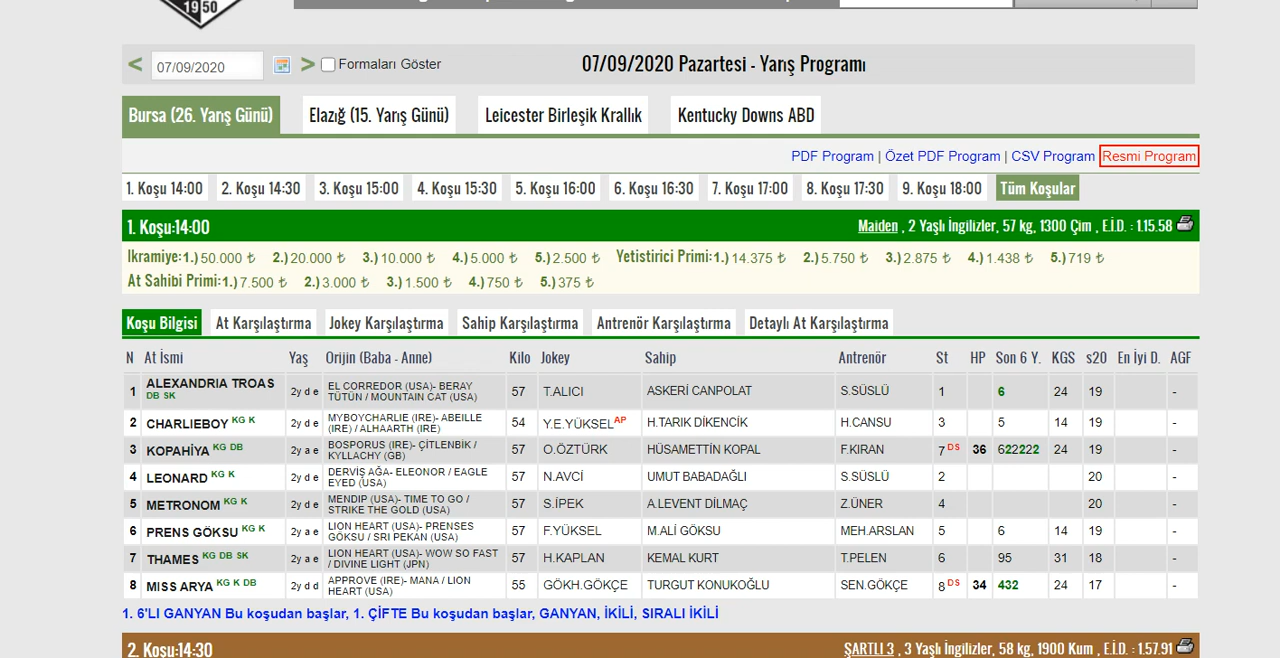 1950
07/09/2020
Formaları Göster
07/09/2020 Pazartesi - Yarış Programı
Bursa (26. Yarış Günü) Elazığ (15. Yarış Günü) Leicester Birleşik Krallık Kentucky Downs ABD
PDF Program | Özet PDF Program | CSV Program Resmi Program
1. Koşu 14:00 2. Koşu 14:30 3. Koşu 15:00 4. Koşu 15:30 5. Koşu 16:00 6. Koşu 16:30 7. Koşu 17:00 8. Koşu 17:30 9. Koşu 18:00 Tüm Koşular
1. Koşu:14:00 Maiden , 2 Yaşlı İngilizler, 57 kg, 1300 Çim , E.İ.D. : 1.15.58
Ikramiye:1.) 50.000 ₺ 2.) 20.000 ₺ 3.) 10.000 ₺ 4.) 5.000 ₺ 5.) 2.500 ₺ Yetistirici Primi:1.) 14.375 ₺ 2.) 5.750 ₺ 3.) 2.875 ₺ 4.) 1.438 ₺ 5.) 719 ₺
At Sahibi Primi:1.) 7.500 ₺ 2.) 3.000 ₺ 3.) 1.500 ₺ 4.) 750 ₺ 5.) 375 ₺
Koşu Bilgisi At Karşılaştırma Jokey Karşılaştırma Sahip Karşılaştırma Antrenör Karşılaştırma Detaylı At Karşılaştırma
N At İsmi Yaş Orijin (Baba - Anne) Kilo Jokey Sahip Antrenör St HP Son 6 Y. KGS s20 En İyi D. AGF
1 ALEXANDRIA TROAS DB SK 2y d e EL CORREDOR (USA)- BERAY TÜTÜN / MOUNTAIN CAT (USA) 57 T.ALICI ASKERİ CANPOLAT S.SÜSLÜ 1 6 24 19 -
2 CHARLIEBOY KG K 2y d e MYBOYCHARLIE (IRE)- ABEILLE (IRE) / ALHAARTH (IRE) 54 Y.E.YÜKSEL AP H.TARIK DİKENCİK H.CANSU 3 5 14 19 -
3 KOPAHİYA KG DB 2y a e BOSPORUS (IRE)- ÇİTLENBİK / KYLLACHY (GB) 57 O.ÖZTÜRK HÜSAMETTİN KOPAL F.KIRAN 7 DS 36 622222 24 19 -
4 LEONARD KG K 2y d e DERVİŞ AĞA- ELEONOR / EAGLE EYED (USA) 57 N.AVCİ UMUT BABADAĞLI S.SÜSLÜ 2 20 -
5 METRONOM KG K 2y d e MENDIP (USA)- TIME TO GO / STRIKE THE GOLD (USA) 57 S.İPEK A.LEVENT DİLMAÇ Z.ÜNER 4 20 -
6 PRENS GÖKSU KG K 2y a e LION HEART (USA)- PRENSES GÖKSU / SRI PEKAN (USA) 57 F.YÜKSEL M.ALİ GÖKSU MEH.ARSLAN 5 6 14 19 -
7 THAMES KG DB SK 2y a e LION HEART (USA)- WOW SO FAST / DIVINE LIGHT (JPN) 57 H.KAPLAN KEMAL KURT T.PELEN 6 95 31 18 -
8 MISS ARYA KG K DB 2y d d APPROVE (IRE)- MANA / LION HEART (USA) 55 GÖKH.GÖKÇE TURGUT KONUKOĞLU SEN.GÖKÇE 8 DS 34 432 24 17 -
1. 6'LI GANYAN Bu koşudan başlar, 1. ÇİFTE Bu koşudan başlar, GANYAN, İKİLİ, SIRALI İKİLİ
2. Koşu:14:30 ŞARTLI 3 , 3 Yaşlı İngilizler, 58 kg, 1900 Kum , E.İ.D. : 1.57.91